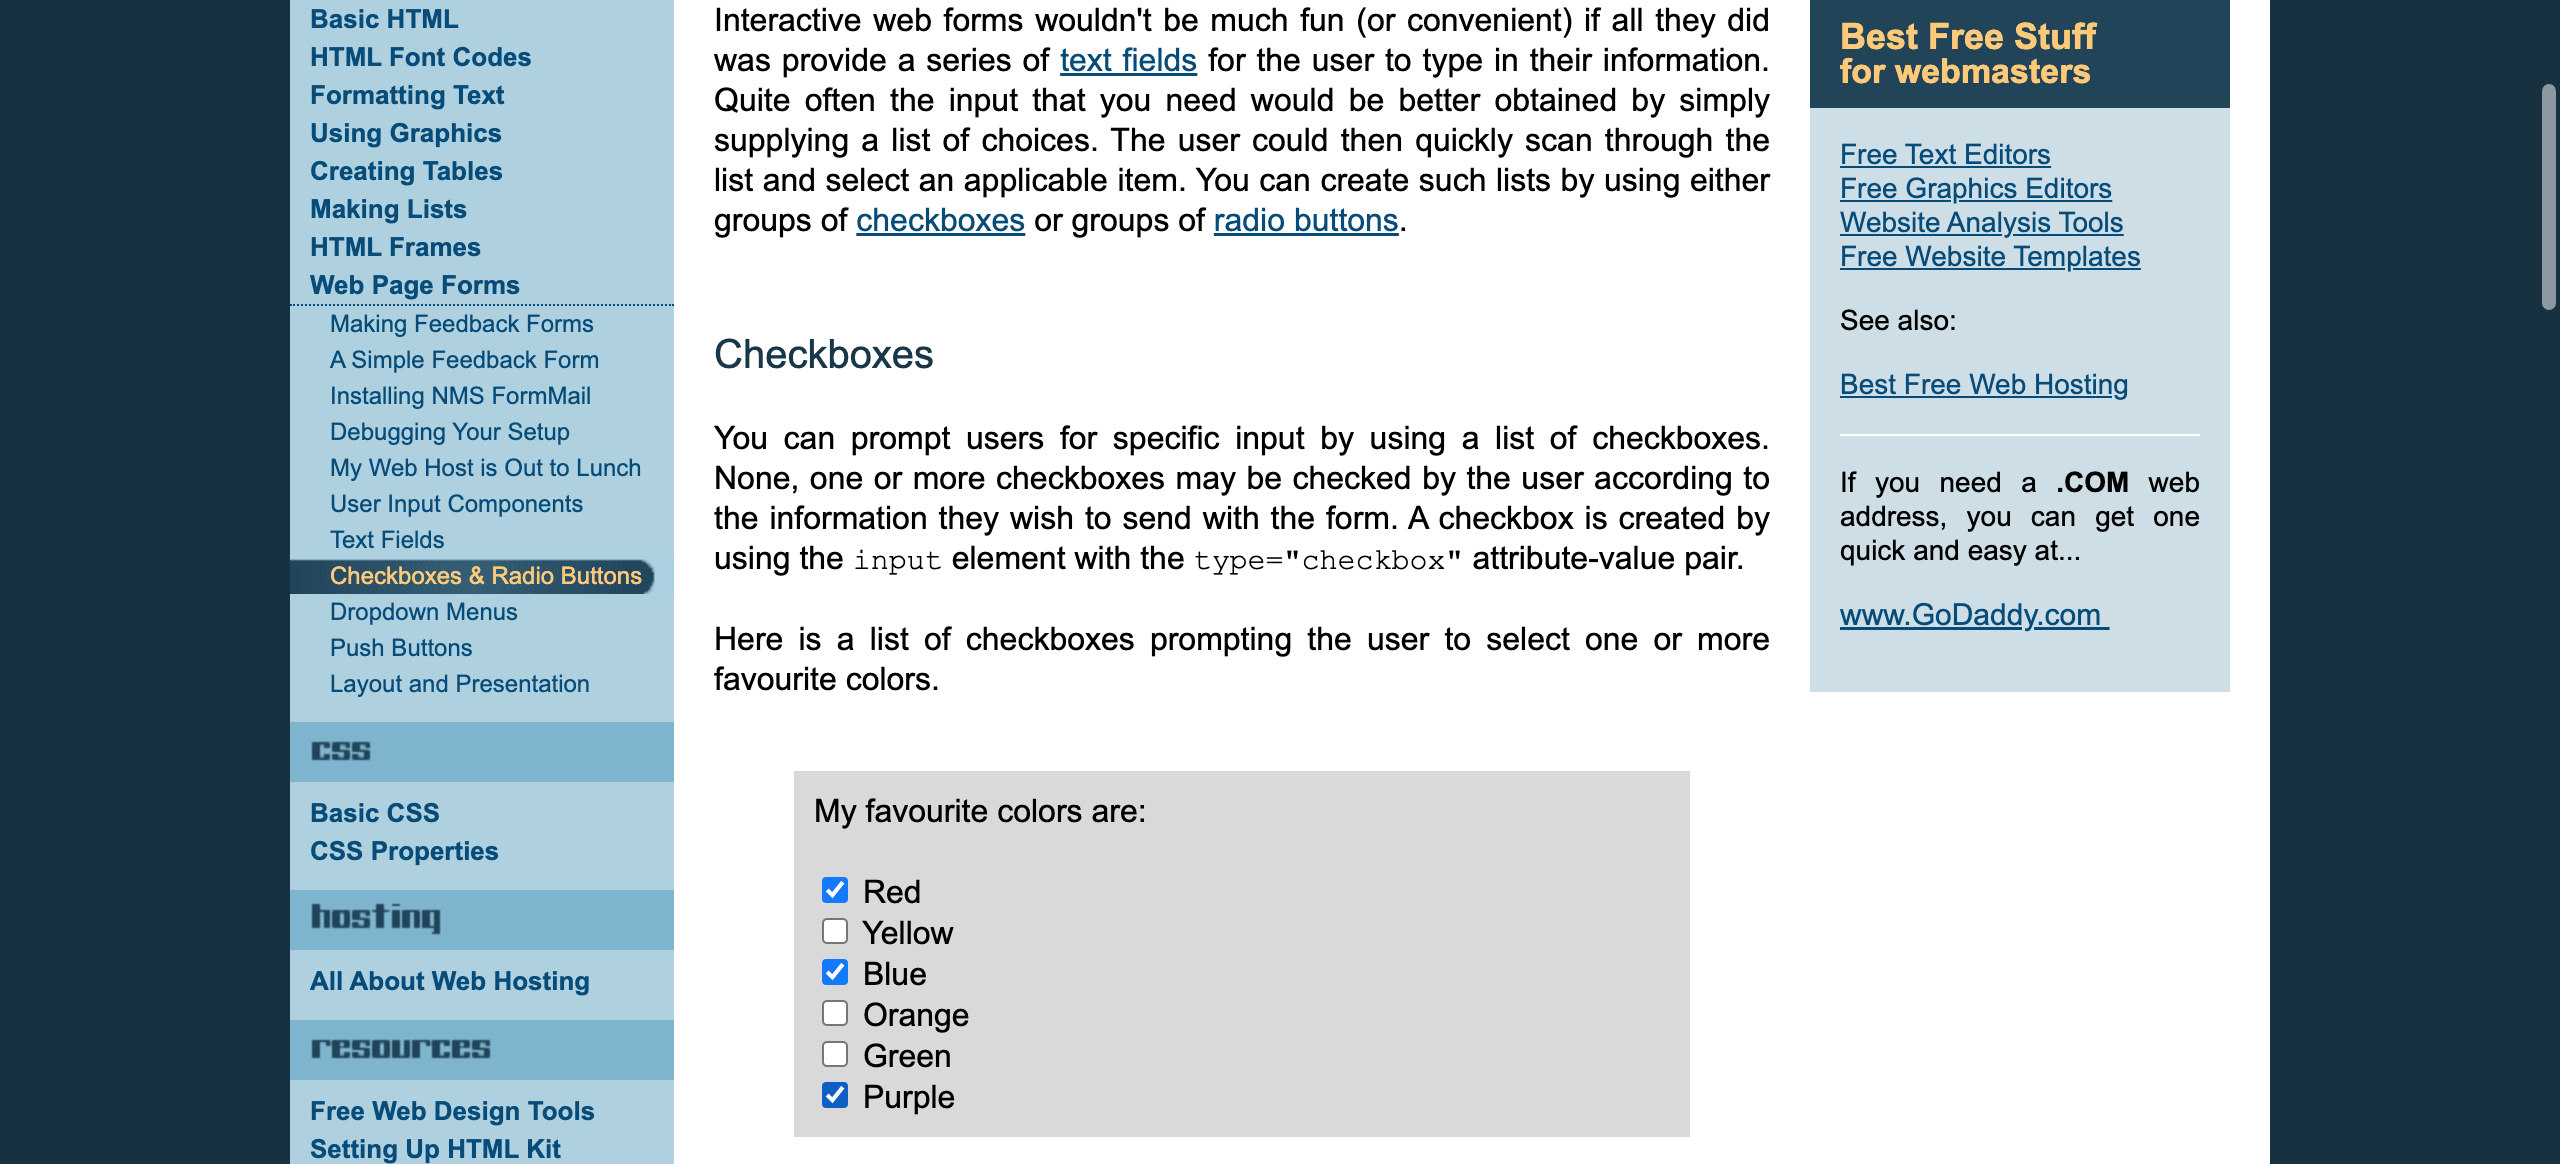 Basic HTML
HTML Font Codes
Formatting Text
Using Graphics
Creating Tables
Making Lists
HTML Frames
Web Page Forms
Making Feedback Forms
A Simple Feedback Form
Installing NMS FormMail
Debugging Your Setup
My Web Host is Out to Lunch
User Input Components
Text Fields
Checkboxes & Radio Buttons
Dropdown Menus
Push Buttons
Layout and Presentation
css
Basic CSS
CSS Properties
hosting
All About Web Hosting
resources
Free Web Design Tools
Setting Up HTML Kit
Interactive web forms wouldn't be much fun (or convenient) if all they did
was provide a series of text fields for the user to type in their information.
Quite often the input that you need would be better obtained by simply
supplying a list of choices. The user could then quickly scan through the
list and select an applicable item. You can create such lists by using either
groups of checkboxes or groups of radio buttons.
Checkboxes
You can prompt users for specific input by using a list of checkboxes.
None, one or more checkboxes may be checked by the user according to
the information they wish to send with the form. A checkbox is created by
using the input element with the type="checkbox" attribute-value pair.
Here is a list of checkboxes prompting the user to select one or more
favourite colors.
My favourite colors are:
Red
Yellow
Blue
Orange
Green
Purple
Best Free Stuff
for webmasters
Free Text Editors
Free Graphics Editors
Website Analysis Tools
Free Website Templates
See also:
Best Free Web Hosting
If you need a .COM web
address, you can get one
quick and easy at...
www.GoDaddy.com